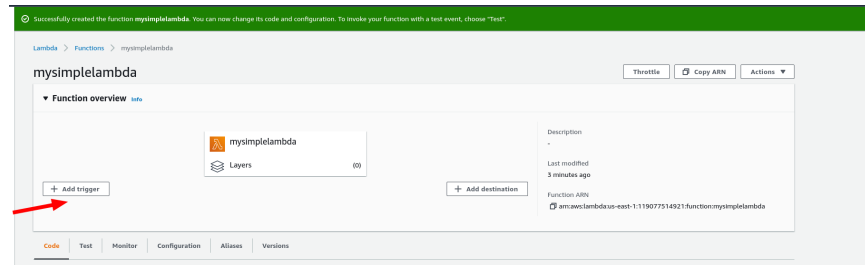 Successfully created the function mysimplelambda. You can now change its code and configuration. To invoke your function with a test event, choose "Test".
Lambda > Functions > mysimplelambda
mysimplelambda
Throttle
Copy ARN
Actions ▼
▼ Function overview Info
mysimplelambda
Layers (0)
+ Add trigger
+ Add destination
Description
-
Last modified
3 minutes ago
Function ARN
arn:aws:lambda:us-east-1:119077514921:function:mysimplelambda
Code Test Monitor Configuration Aliases Versions